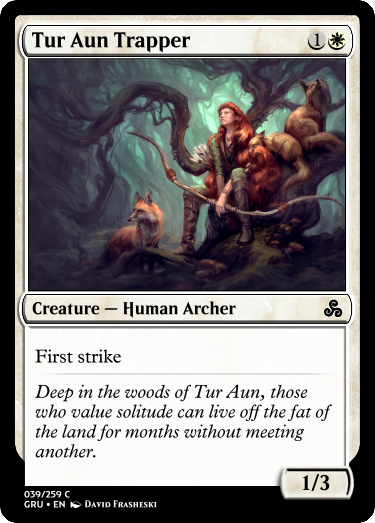 Tur Aun Trapper 1
Creature — Human Archer
First strike
Deep in the woods of Tur Aun, those
who value solitude can live off the fat of
the land for months without meeting
another.
1/3
039/259 C
GRU • EN DAVID FRASHESKI